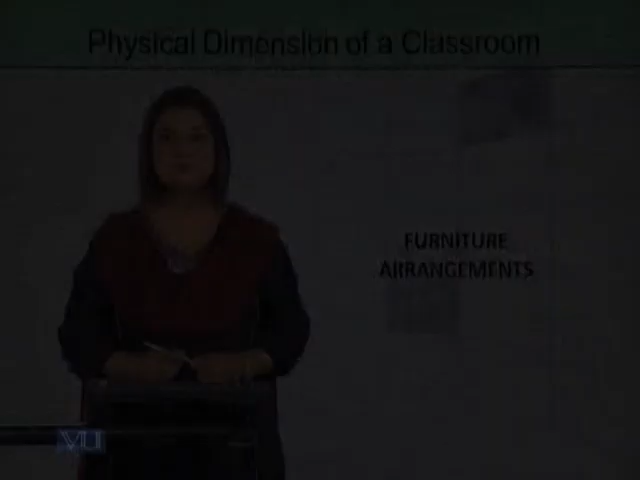 Physical Dimension of a Classroom
FURNITURE
ARRANGEMENTS
VU